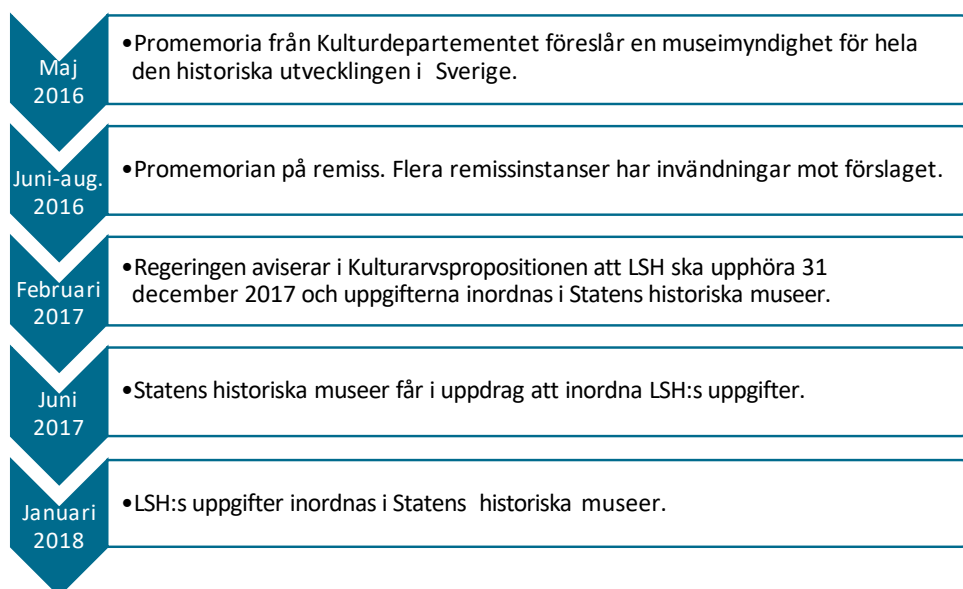 Maj
2016
•Promemoria från Kulturdepartementet föreslår en museimyndighet för hela
den historiska utvecklingen i Sverige.
Juni-aug.
2016
•Promemorian på remiss. Flera remissinstanser har invändningar mot förslaget.
Februari
2017
•Regeringen aviserar i Kulturarvspropositionen att LSH ska upphöra 31
december 2017 och uppgifterna inordnas i Statens historiska museer.
Juni
2017
•Statens historiska museer får i uppdrag att inordna LSH:s uppgifter.
Januari
2018
•LSH:s uppgifter inordnas i Statens historiska museer.